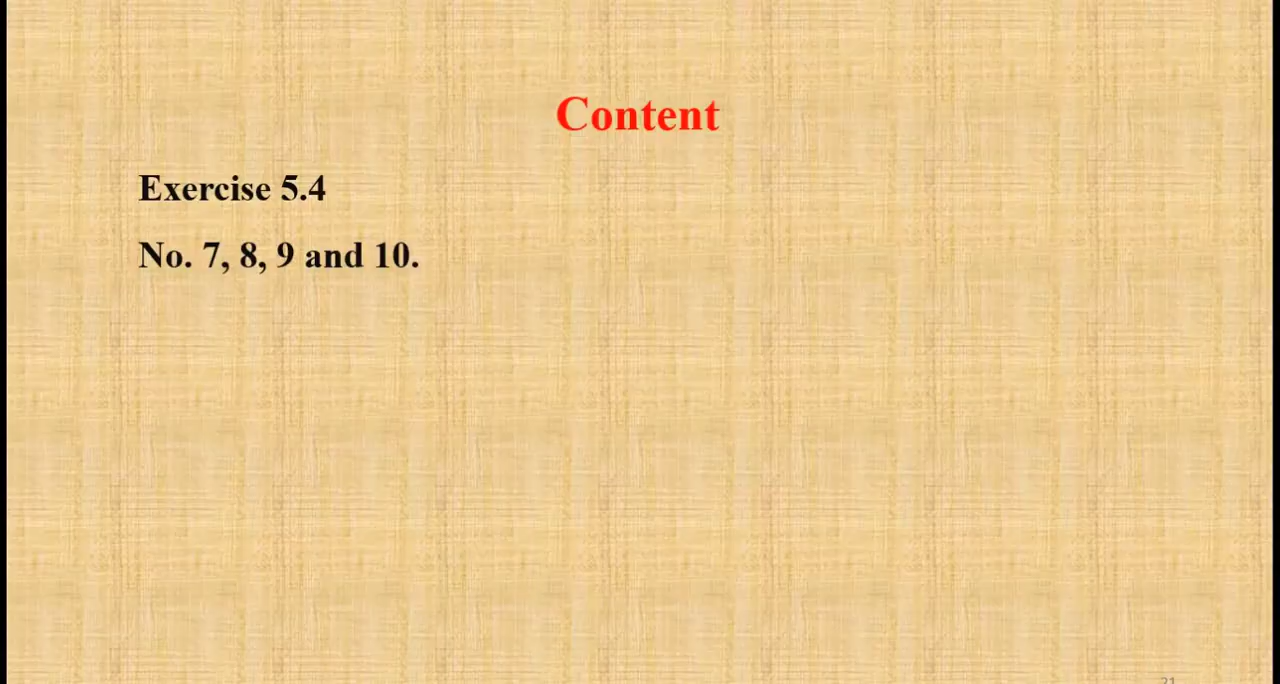 Content
Exercise 5.4
No. 7, 8, 9 and 10.